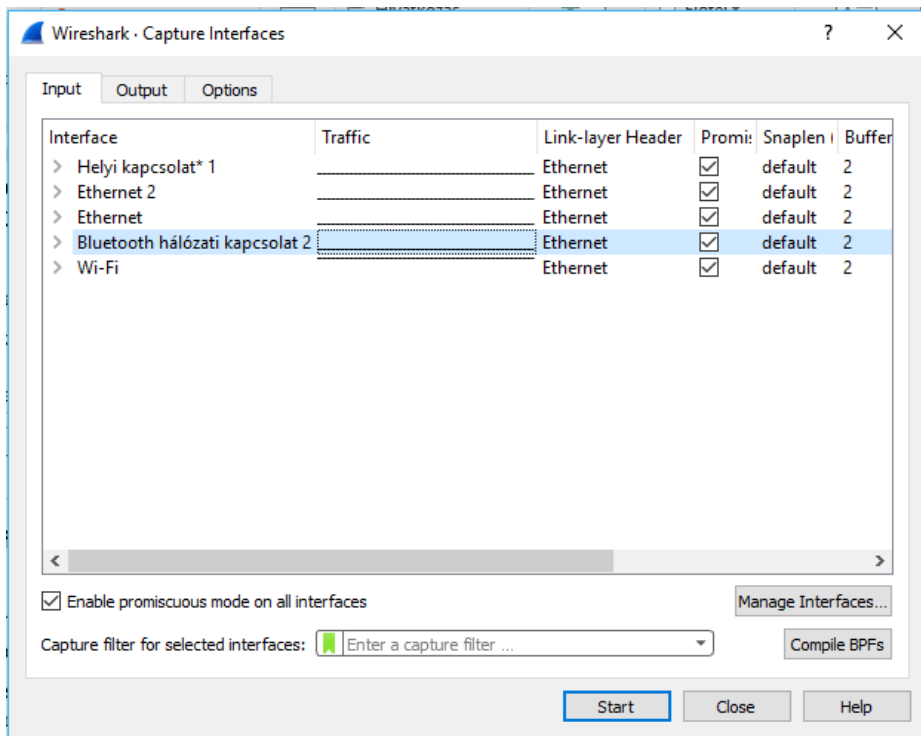 Wireshark · Capture Interfaces ?
Input Output Options
Interface Traffic Link-layer Header Promi: Snaplen ( Buffer
Helyi kapcsolat* 1 Ethernet default 2
Ethernet 2 Ethernet default 2
Ethernet Ethernet default 2
Bluetooth hálózati kapcsolat 2 Ethernet default 2
Wi-Fi Ethernet default 2
Enable promiscuous mode on all interfaces Manage Interfaces...
Capture filter for selected interfaces: Enter a capture filter ... Compile BPFs
Start Close Help